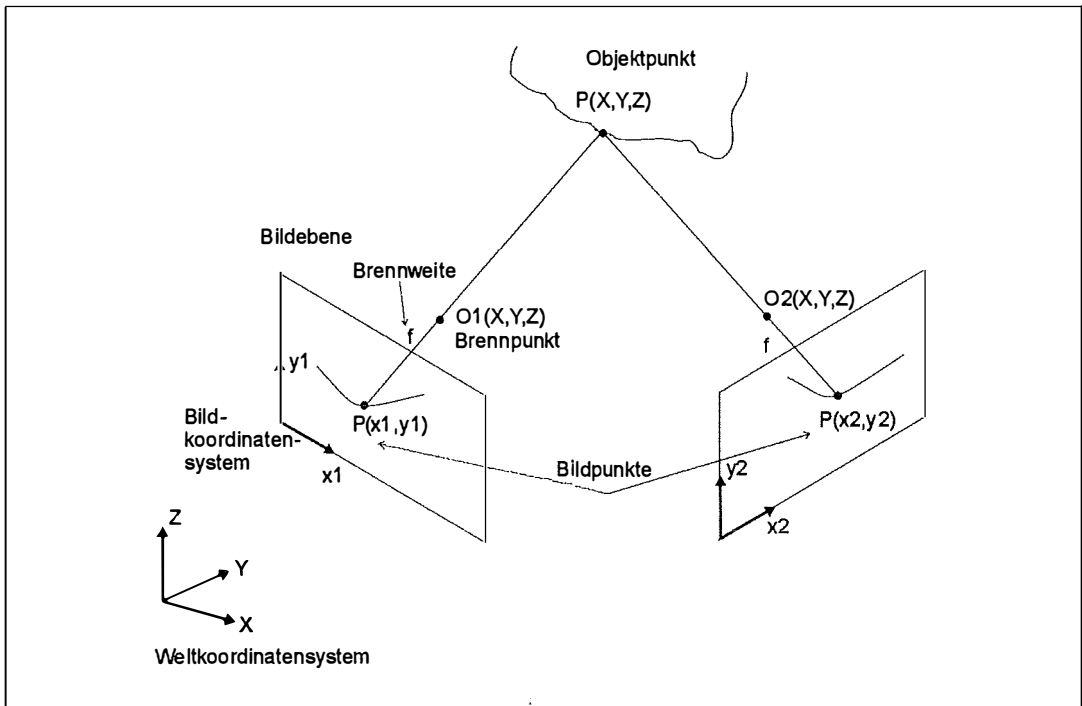 Objektpunkt
P(X,Y,Z)
Bildebene
Brennweite
O1(X,Y,Z)
Brennpunkt
f
O2(X,Y,Z)
f
y1
P(x1,y1)
P(x2,y2)
Bild-
koordinaten-
system
x1
Bildpunkte
y2
x2
Z
Y
X
Weltkoordinatensystem